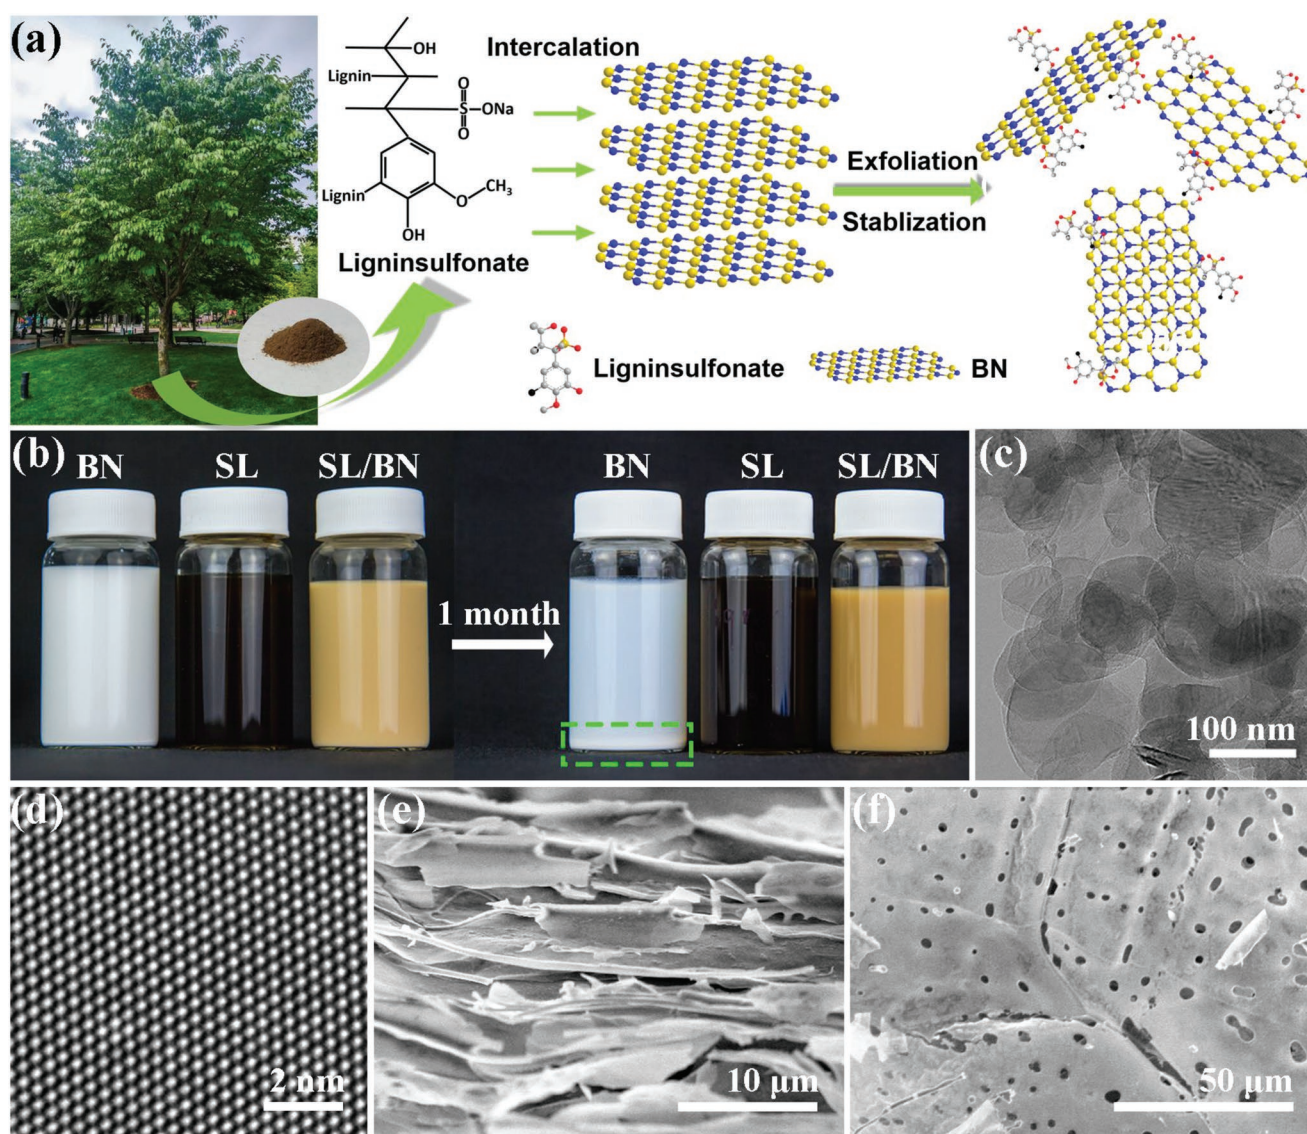 (a)
OH
Lignin
O
S
ONa
O
Lignin
O
CH3
OH
Ligninsulfonate
Intercalation
Exfoliation
Stablization
Ligninsulfonate
BN
(b)
BN SL SL/BN
1 month
BN SL SL/BN
(c)
100 nm
(d)
2 nm
(e)
10 µm
(f)
50 µm